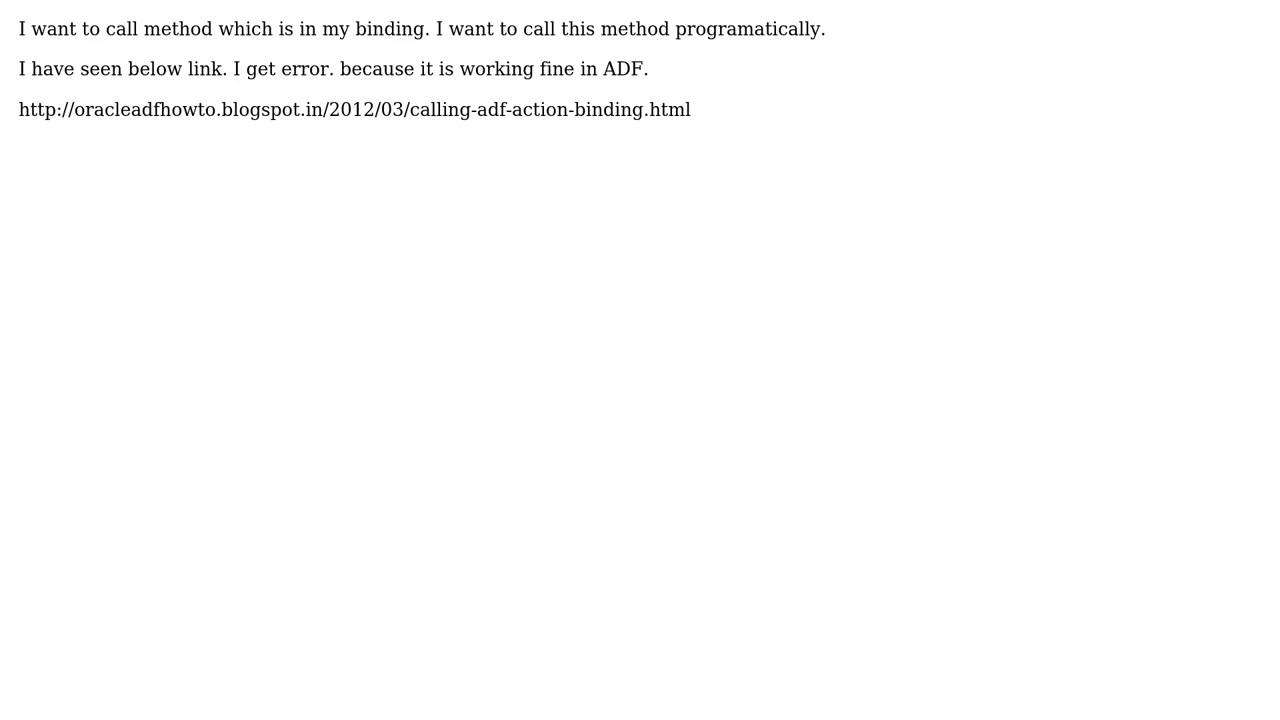 I want to call method which is in my binding. I want to call this method programatically.
I have seen below link. I get error. because it is working fine in ADF.
http://oracleadfhowto.blogspot.in/2012/03/calling-adf-action-binding.html